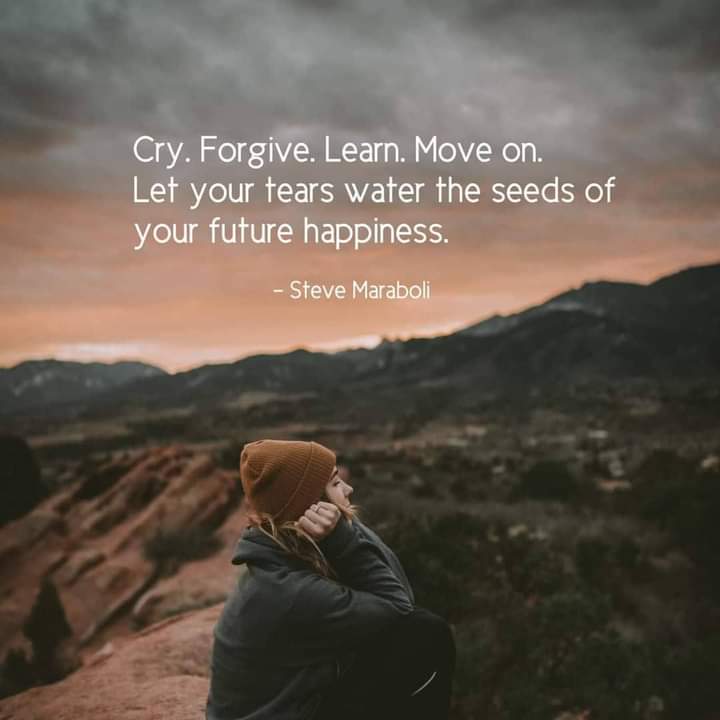 Cry. Forgive. Learn. Move on.
Let your tears water the seeds of
your future happiness.
- Steve Maraboli